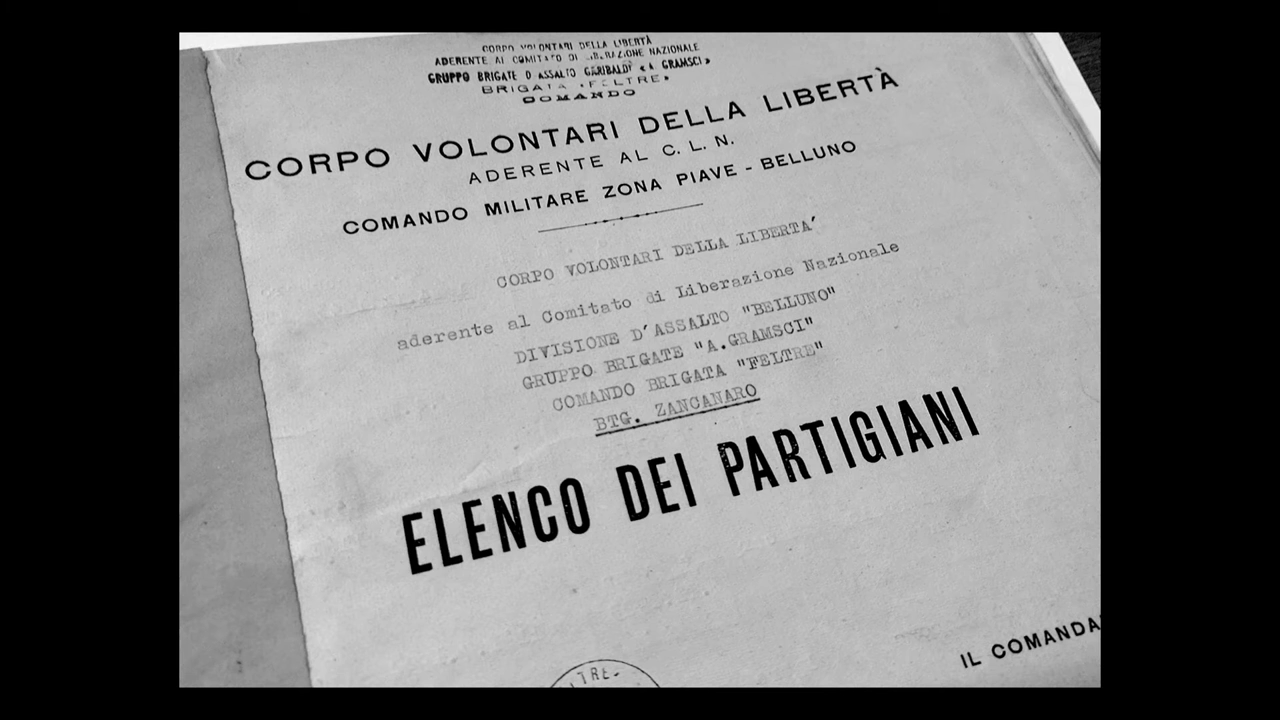 CORPO VOLONTARI DELLA LIBERTÀ
ADERENTE AL COMITATO DI LIBERAZIONE NAZIONALE
GRUPPO BRIGATE D'ASSALTO GARIBALDI «A. GRAMSCI»
BRIGATA «FELTRE»
COMANDO
CORPO VOLONTARI DELLA LIBERTÀ
ADERENTE AL C. L. N.
COMANDO MILITARE ZONA PIAVE - BELLUNO
CORPO VOLONTARI DELLA LIBERTA'
aderente al Comitato di Liberazione Nazionale
DIVISIONE D'ASSALTO "BELLUNO"
GRUPPO BRIGATE "A.GRAMSCI"
COMANDO BRIGATA "FELTRE"
BTG. ZANCANARO
ELENCO DEI PARTIGIANI
IL COMANDA
TRE-